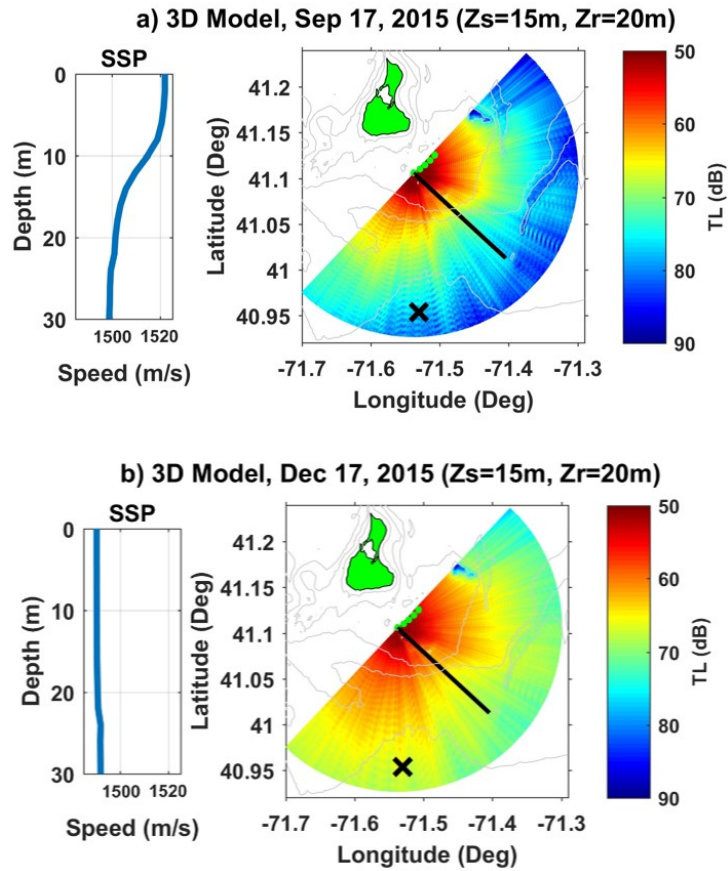 a) 3D Model, Sep 17, 2015 (Zs=15m, Zr=20m)
SSP
0
10
20
30
Depth (m)
1500 1520
Speed (m/s)
41.2
41.15
41.1
41.05
41
40.95
Latitude (Deg)
-71.7 -71.6 -71.5 -71.4 -71.3
Longitude (Deg)
50
60
70
80
90
TL (dB)
b) 3D Model, Dec 17, 2015 (Zs=15m, Zr=20m)
SSP
0
10
20
30
Depth (m)
1500 1520
Speed (m/s)
41.2
41.15
41.1
41.05
41
40.95
Latitude (Deg)
-71.7 -71.6 -71.5 -71.4 -71.3
Longitude (Deg)
50
60
70
80
90
TL (dB)